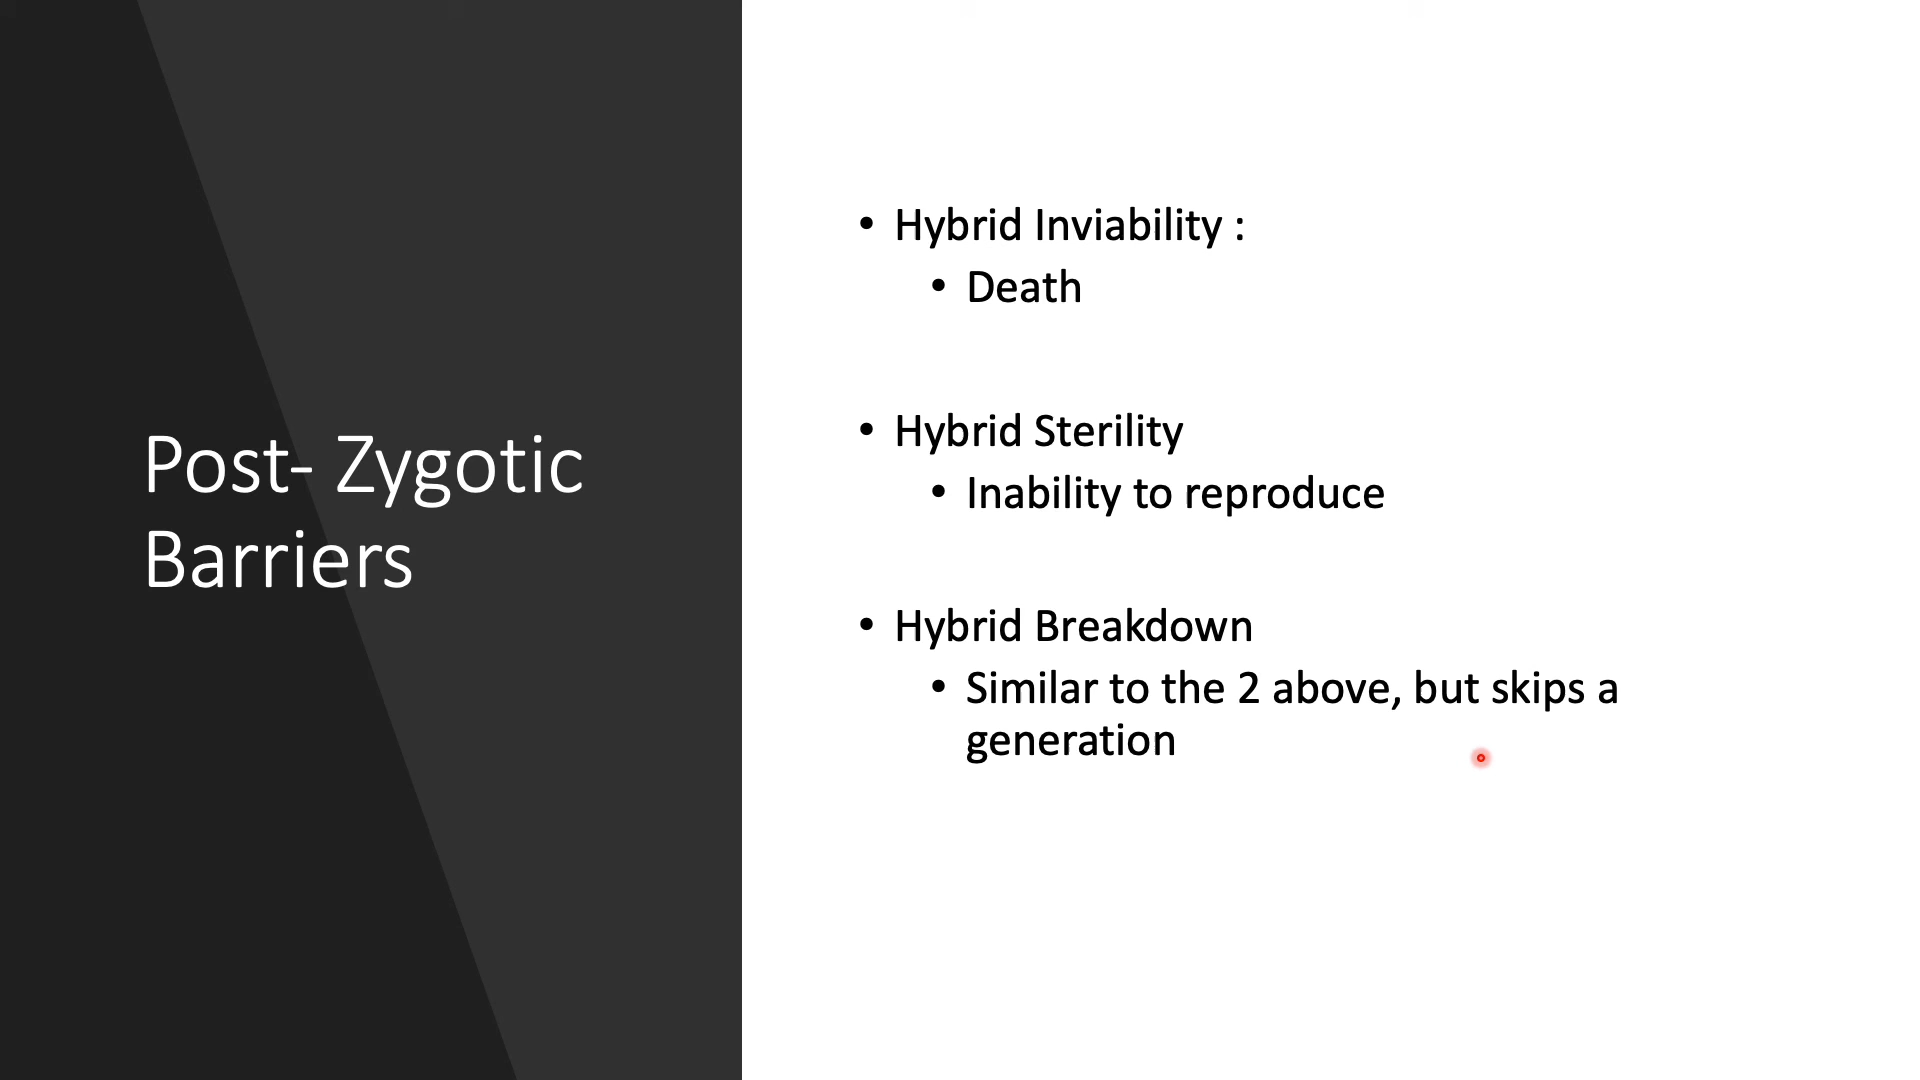 Post- Zygotic
Barriers
• Hybrid Inviability :
• Death
• Hybrid Sterility
• Inability to reproduce
• Hybrid Breakdown
• Similar to the 2 above, but skips a
generation